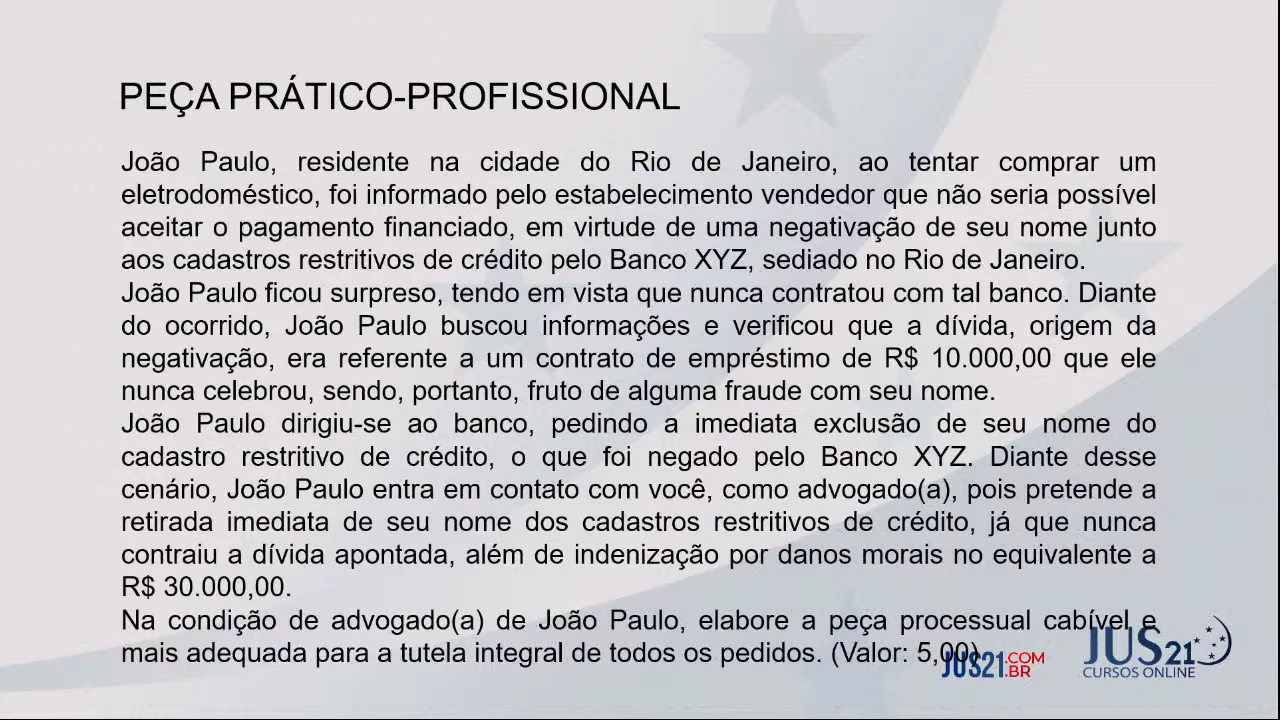 PEÇA PRÁTICO-PROFISSIONAL
João Paulo, residente na cidade do Rio de Janeiro, ao tentar comprar um
eletrodoméstico, foi informado pelo estabelecimento vendedor que não seria possível
aceitar o pagamento financiado, em virtude de uma negativação de seu nome junto
aos cadastros restritivos de crédito pelo Banco XYZ, sediado no Rio de Janeiro.
João Paulo ficou surpreso, tendo em vista que nunca contratou com tal banco. Diante
do ocorrido, João Paulo buscou informações e verificou que a dívida, origem da
negativação, era referente a um contrato de empréstimo de R$ 10.000,00 que ele
nunca celebrou, sendo, portanto, fruto de alguma fraude com seu nome.
João Paulo dirigiu-se ao banco, pedindo a imediata exclusão de seu nome do
cadastro restritivo de crédito, o que foi negado pelo Banco XYZ. Diante desse
cenário, João Paulo entra em contato com você, como advogado(a), pois pretende a
retirada imediata de seu nome dos cadastros restritivos de crédito, já que nunca
contraiu a dívida apontada, além de indenização por danos morais no equivalente a
R$ 30.000,00.
Na condição de advogado(a) de João Paulo, elabore a peça processual cabível e
mais adequada para a tutela integral de todos os pedidos. (Valor: 5,00)
JUS21.COM.BR
JUS21
CURSOS ONLINE